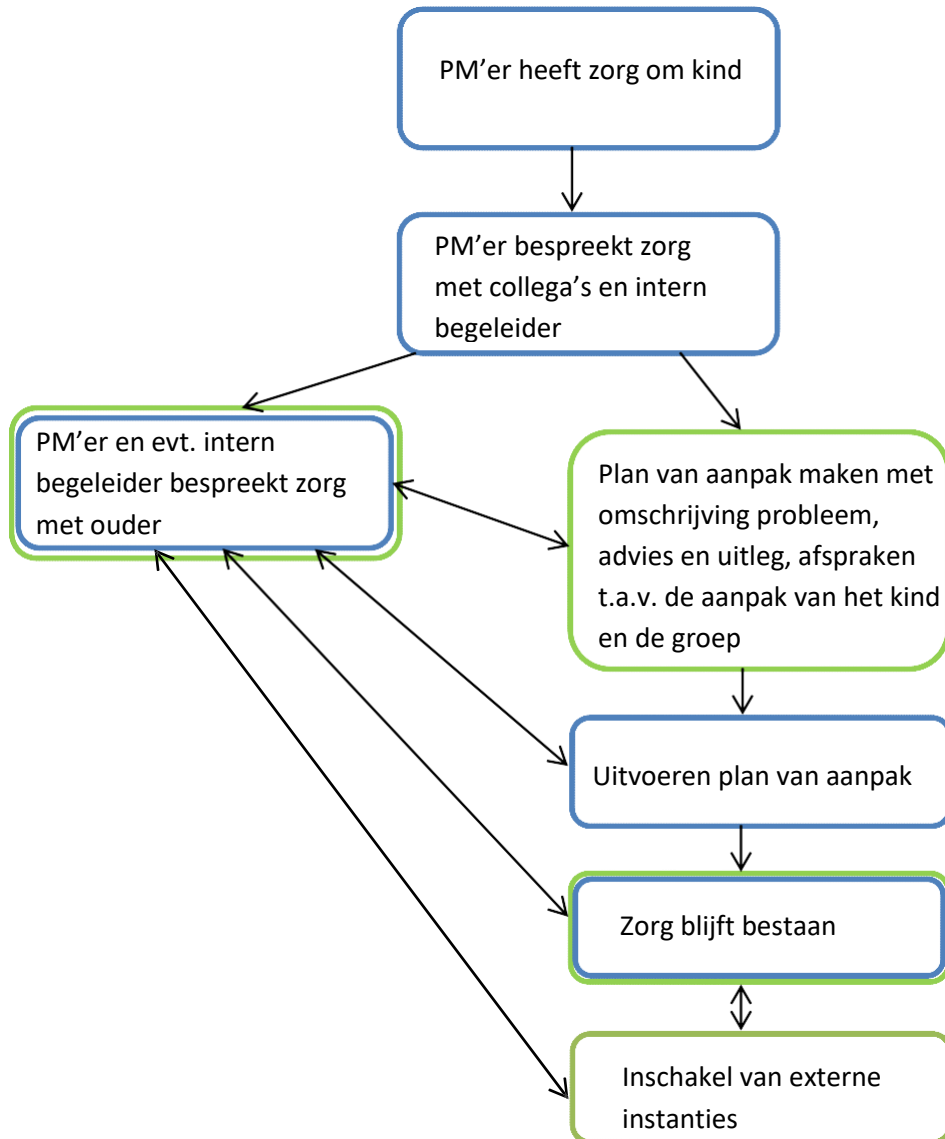 PM’er heeft zorg om kind
PM’er bespreekt zorg
met collega’s en intern
begeleider
PM’er en evt. intern
begeleider bespreekt zorg
met ouder
Plan van aanpak maken met
omschrijving probleem,
advies en uitleg, afspraken
t.a.v. de aanpak van het kind
en de groep
Uitvoeren plan van aanpak
Zorg blijft bestaan
Inschakel van externe
instanties